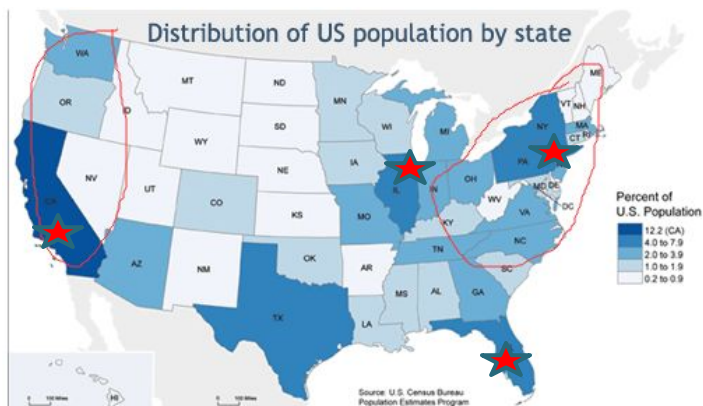 Distribution of US population by state
WA
MT
ND
MN
ME
VT
NH
OR
ID
SD
WI
MI
NY
MA
CT
RI
WY
IA
PA
NE
NV
UT
CO
IL
IN
OH
MD
DE
DC
WV
VA
KS
MO
KY
CA
AZ
NM
OK
AR
TN
NC
SC
MS
AL
GA
TX
LA
HI
Percent of
U.S. Population
12.2 (CA)
4.0 to 7.9
2.0 to 3.9
1.0 to 1.9
0.2 to 0.9
100 Miles
100 Miles
Source: U.S. Census Bureau
Population Estimates Program